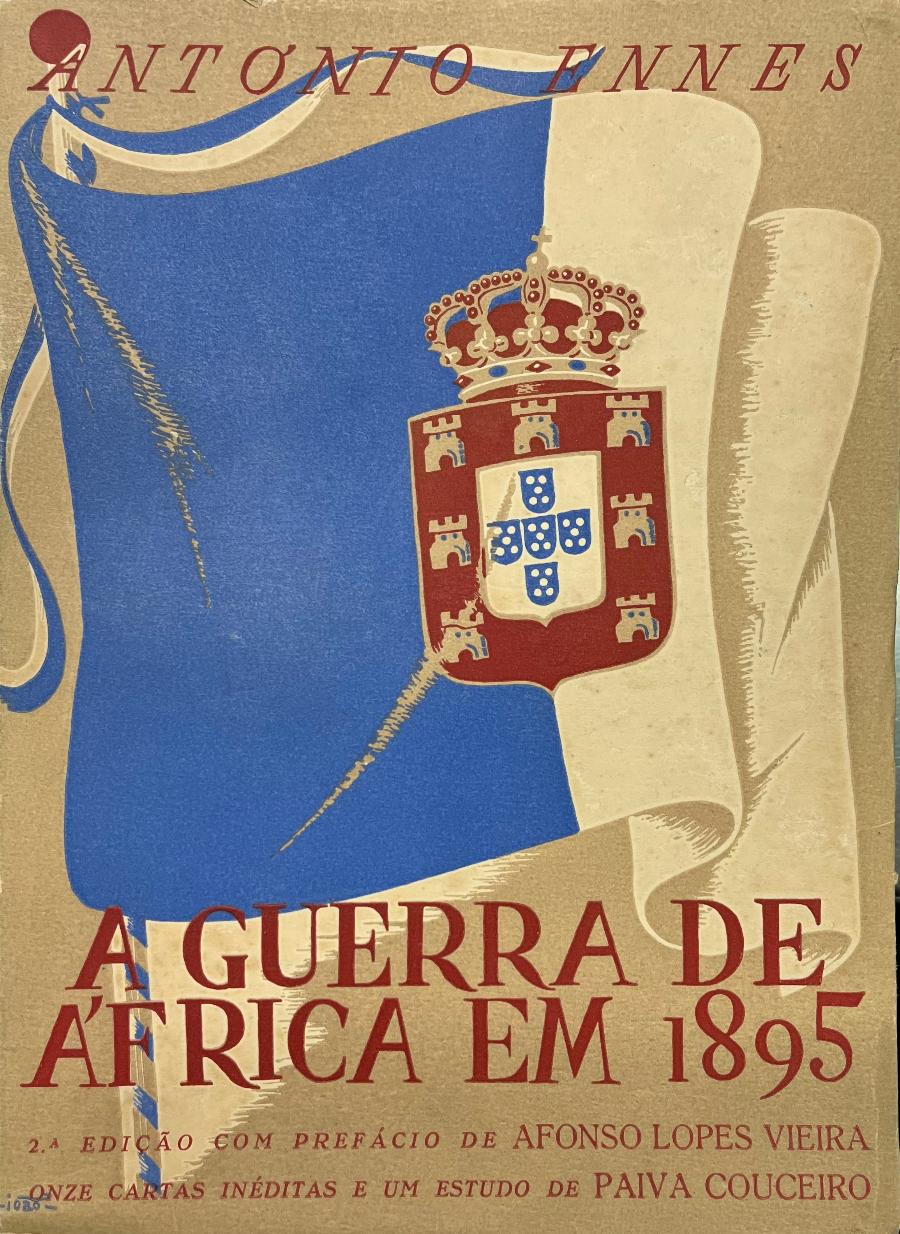 ANTÓNIO ENNES
A GUERRA DE
ÁFRICA EM 1895
2.ª EDIÇÃO COM PREFÁCIO DE AFONSO LOPES VIEIRA
ONZE CARTAS INÉDITAS E UM ESTUDO DE PAIVA COUCEIRO